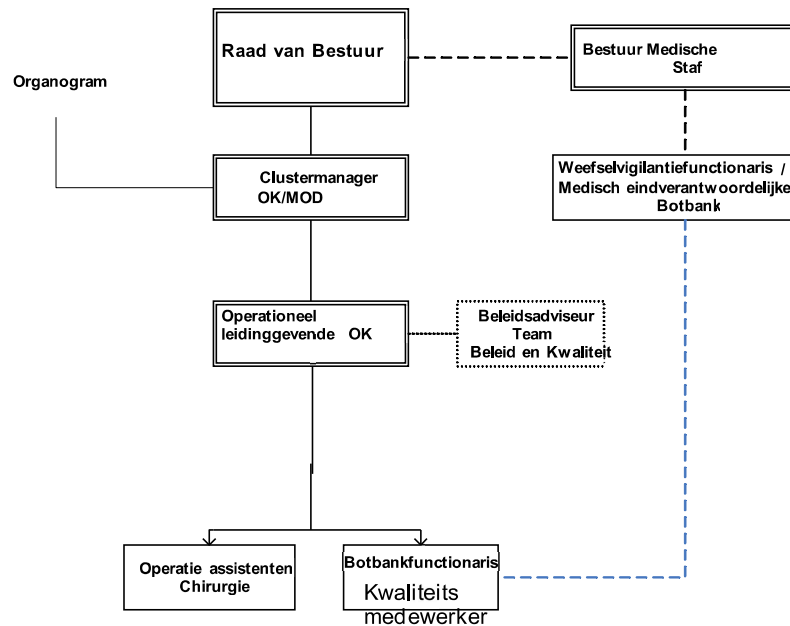 Raad van Bestuur
Bestuur Medische
Staf
Organogram
Clustermanager
OK/MOD
Weefselvigilantiefunctionaris /
Medisch eindverantwoordelijke
Botbank
Operationeel
leidinggevende OK
Beleidsadviseur
Team
Beleid en Kwaliteit
Operatie assistenten
Chirurgie
Botbankfunctionaris
Kwaliteits
medewerker